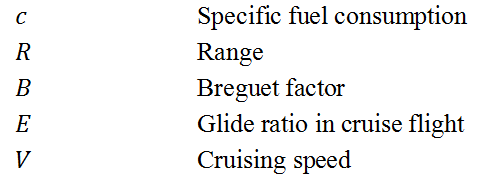 c Specific fuel consumption
R Range
B Breguet factor
E Glide ratio in cruise flight
V Cruising speed